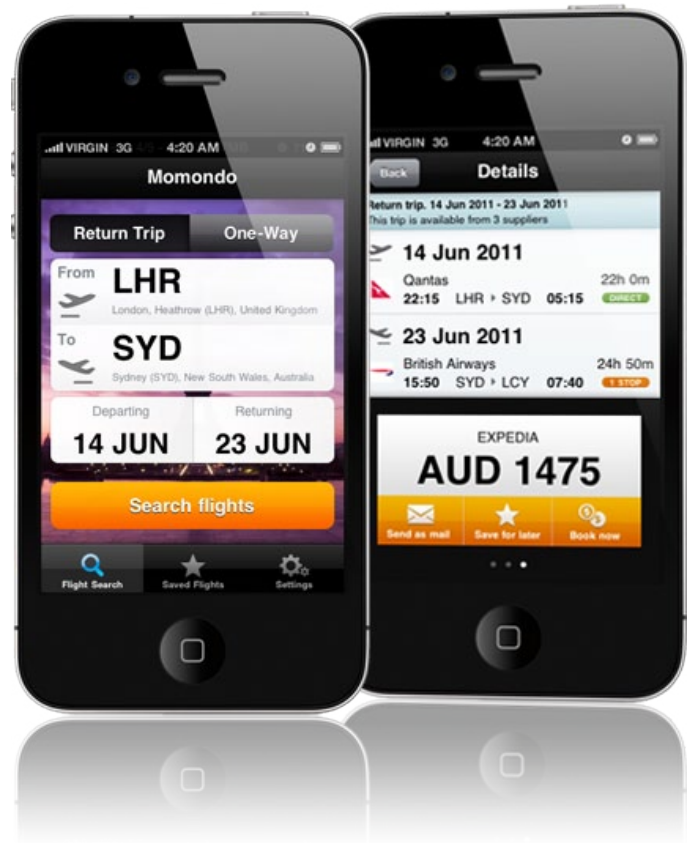 VIRGIN 3G 4:20 AM
Momondo
Return Trip One-Way
From
LHR
London, Heathrow (LHR), United Kingdom
To
SYD
Sydney (SYD), New South Wales, Australia
Departing Returning
14 JUN 23 JUN
Search flights
Flight Search Saved Flights Settings
VIRGIN 3G 4:20 AM
Back Details
Return trip. 14 Jun 2011 - 23 Jun 2011
This trip is available from 3 suppliers
14 Jun 2011
Qantas 22h 0m
22:15 LHR ▸ SYD 05:15 DIRECT
23 Jun 2011
British Airways 24h 50m
15:50 SYD ▸ LCY 07:40 1 STOP
EXPEDIA
AUD 1475
Send as mail Save for later Book now